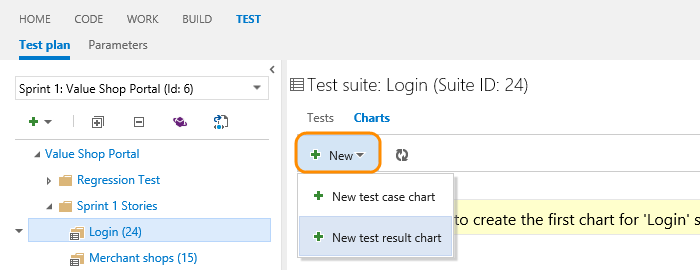 HOME CODE WORK BUILD TEST
Test plan Parameters
Sprint 1: Value Shop Portal (Id: 6)
Value Shop Portal
Regression Test
Sprint 1 Stories
Login (24)
Merchant shops (15)
Test suite: Login (Suite ID: 24)
Tests Charts
New
New test case chart
New test result chart
to create the first chart for 'Login' s